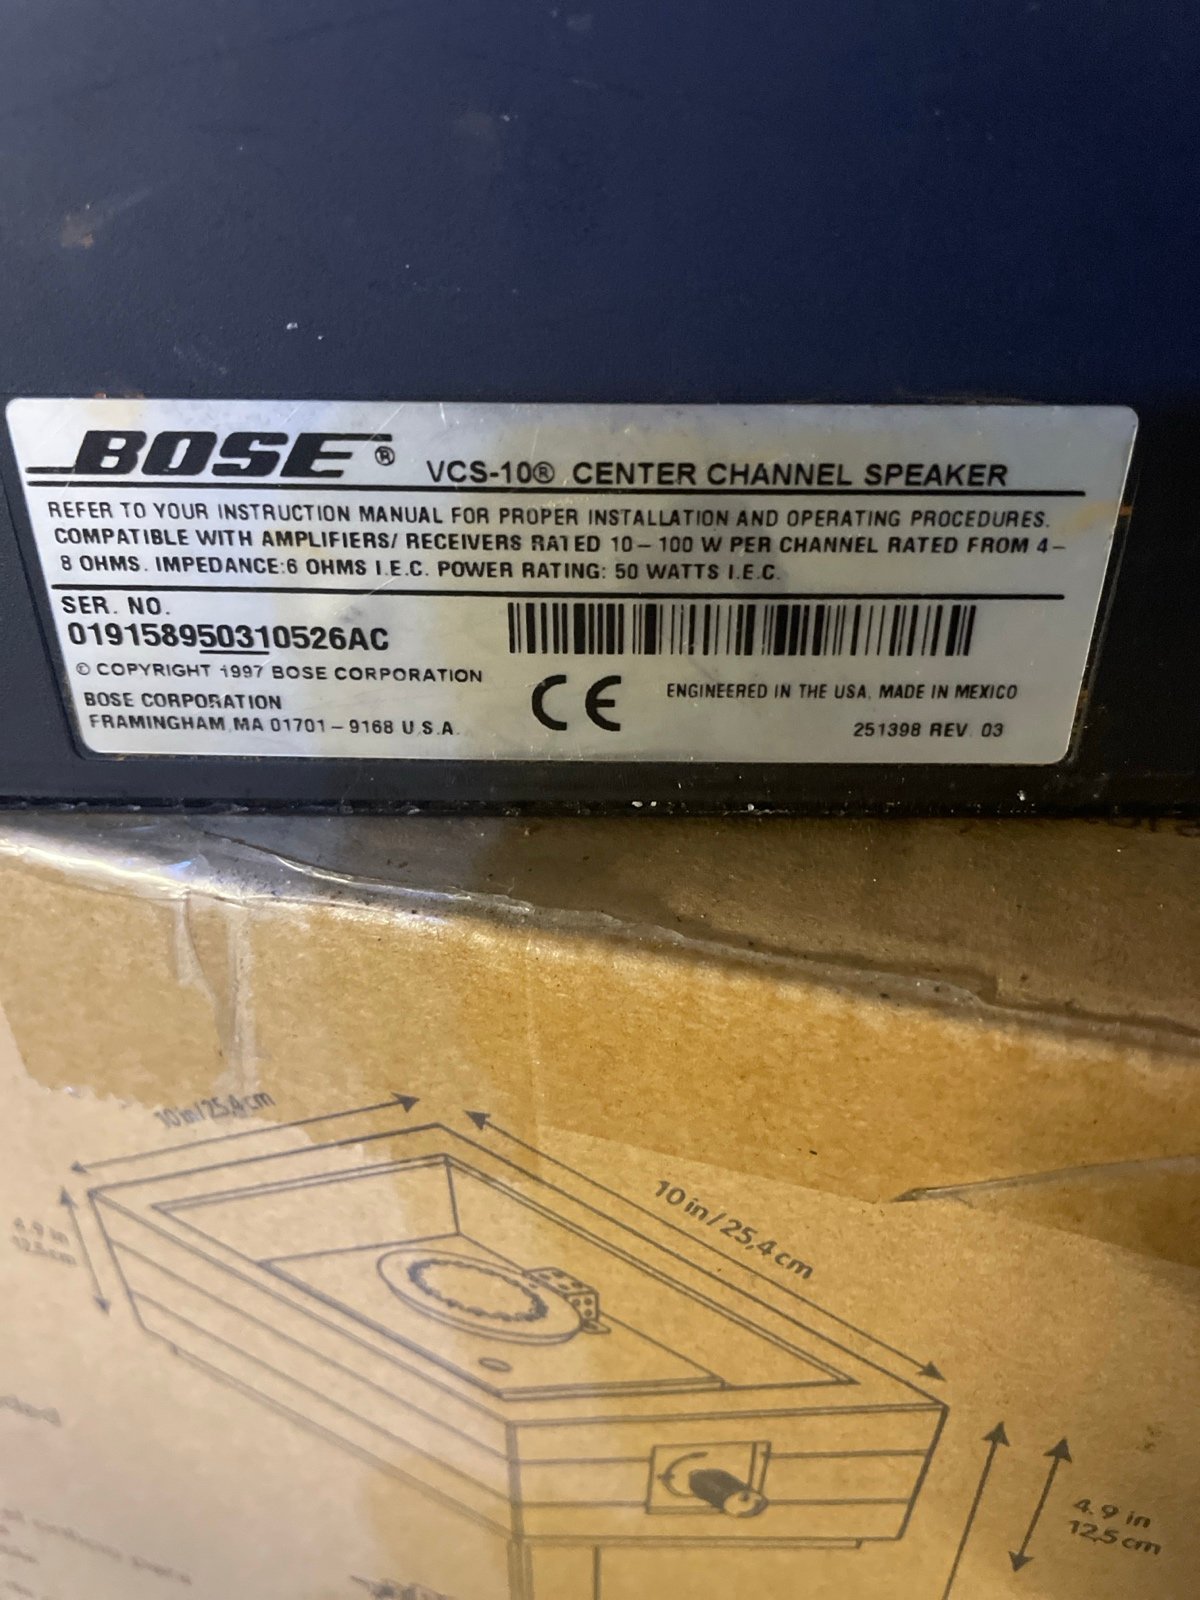 BOSE®
VCS-10® CENTER CHANNEL SPEAKER
REFER TO YOUR INSTRUCTION MANUAL FOR PROPER INSTALLATION AND OPERATING PROCEDURES.
COMPATIBLE WITH AMPLIFIERS/ RECEIVERS RATED 10 – 100 W PER CHANNEL RATED FROM 4 –
8 OHMS. IMPEDANCE:6 OHMS I.E.C. POWER RATING: 50 WATTS I.E.C.
SER. NO.
019158950310526AC
© COPYRIGHT 1997 BOSE CORPORATION
BOSE CORPORATION
FRAMINGHAM, MA 01701 – 9168 U.S.A.
CE
ENGINEERED IN THE USA, MADE IN MEXICO
251398 REV. 03
10 in/25,4 cm
10 in/25,4 cm
4.9 in
12.5 cm
4.9 in
12,5 cm